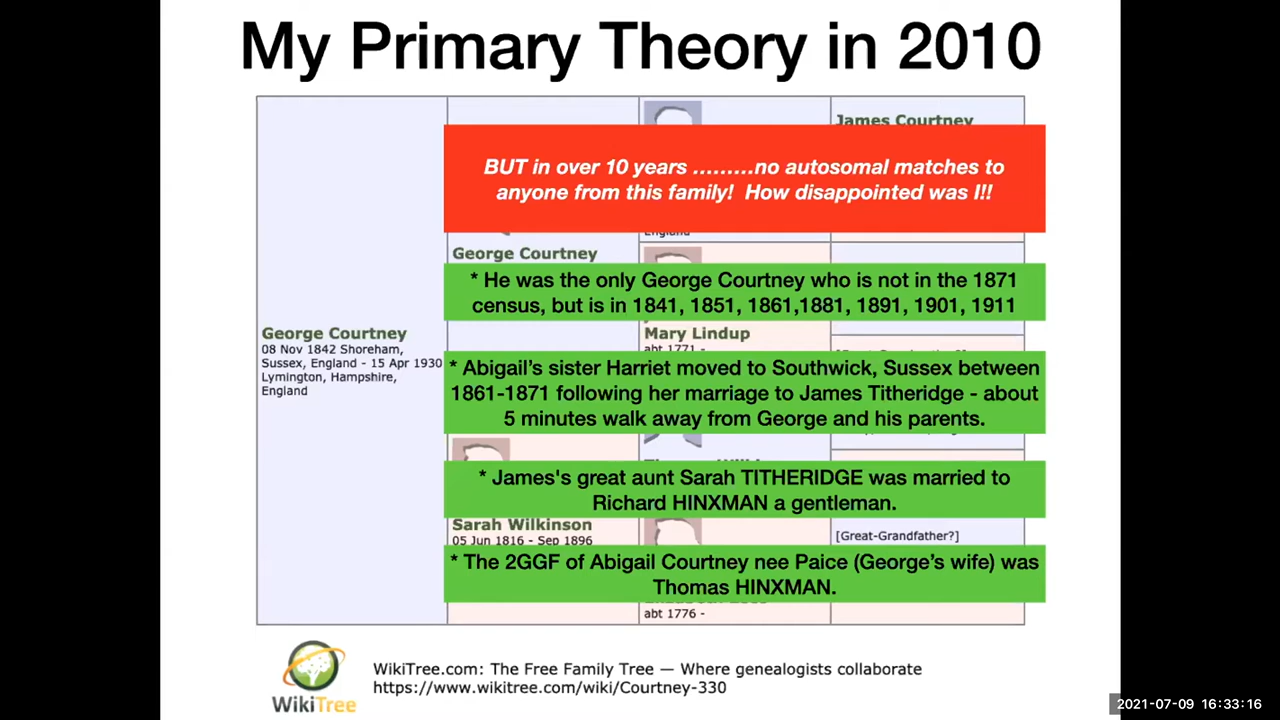 My Primary Theory in 2010
James Courtney
BUT in over 10 years .........no autosomal matches to
anyone from this family!  How disappointed was I!!
England
George Courtney
* He was the only George Courtney who is not in the 1871
census, but is in 1841, 1851, 1861,1881, 1891, 1901, 1911
George Courtney
08 Nov 1842 Shoreham,
Sussex, England - 15 Apr 1930
Lymington, Hampshire,
England
Mary Lindup
abt 1771 -
* Abigail's sister Harriet moved to Southwick, Sussex between
1861-1871 following her marriage to James Titheridge - about
5 minutes walk away from George and his parents.
* James's great aunt Sarah TITHERIDGE was married to
Richard HINXMAN a gentleman.
Sarah Wilkinson
05 Jun 1816 - Sep 1896
[Great-Grandfather?]
* The 2GGF of Abigail Courtney nee Paice (George's wife) was
Thomas HINXMAN.
abt 1776 -
WikiTree
WikiTree.com: The Free Family Tree — Where genealogists collaborate
https://www.wikitree.com/wiki/Courtney-330
2021-07-09 16:33:16